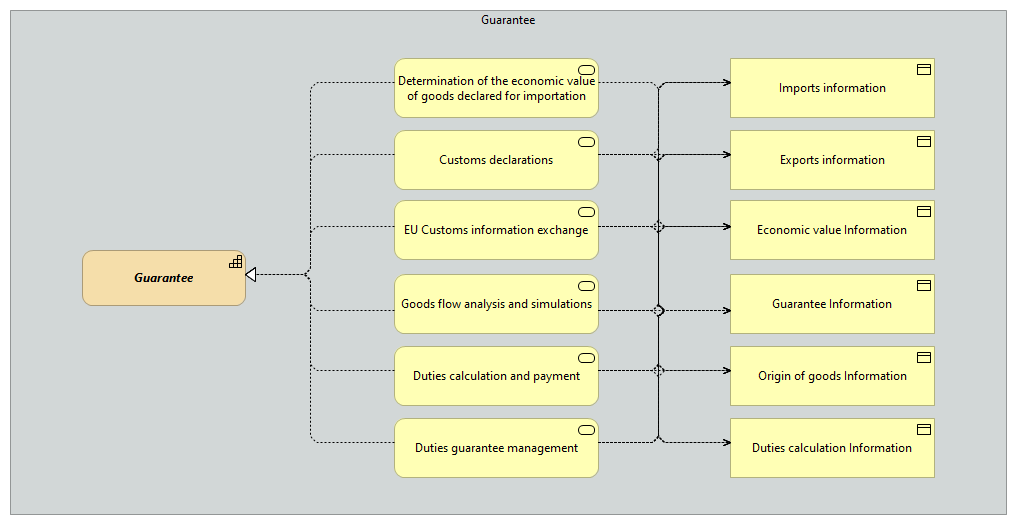 Guarantee
Determination of the economic value
of goods declared for importation
Imports information
Customs declarations
Exports information
EU Customs information exchange
Economic value Information
Guarantee
Goods flow analysis and simulations
Guarantee Information
Duties calculation and payment
Origin of goods Information
Duties guarantee management
Duties calculation Information